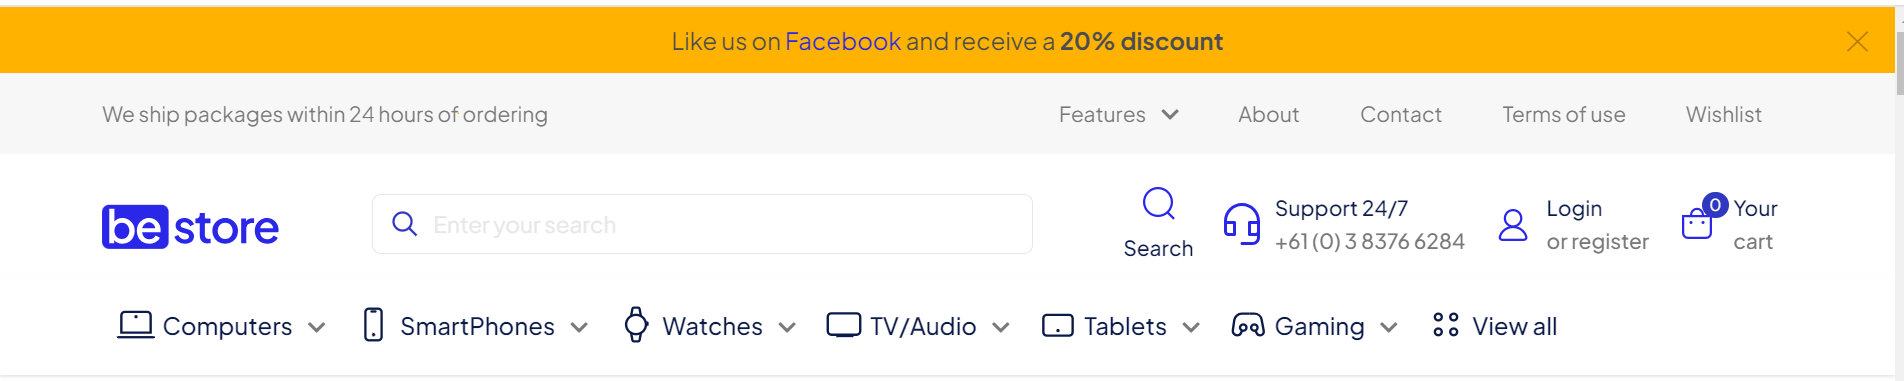 Like us on Facebook and receive a 20% discount
We ship packages within 24 hours of ordering
Features
About
Contact
Terms of use
Wishlist
be store
Enter your search
Search
Support 24/7
+61 (0) 3 8376 6284
Login
or register
0
Your
cart
Computers
SmartPhones
Watches
TV/Audio
Tablets
Gaming
View all